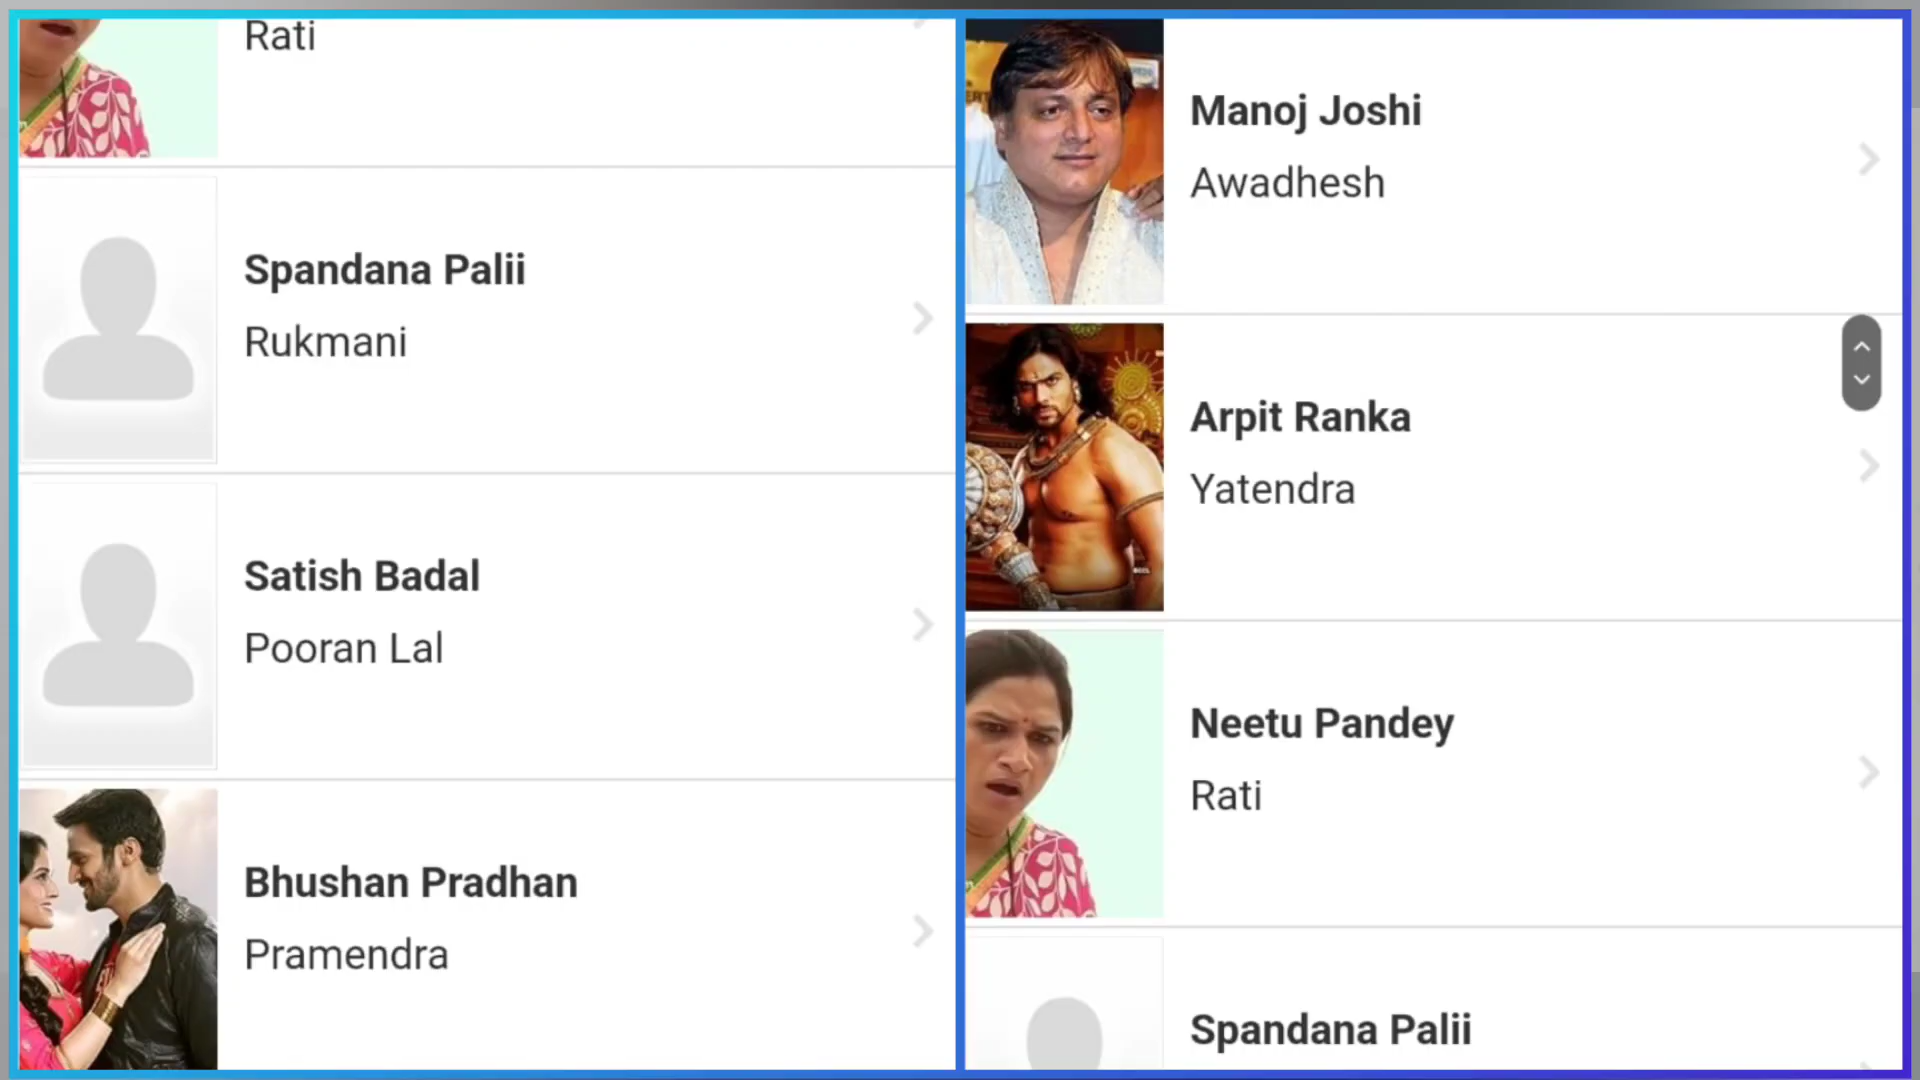 Rati
Spandana Palii
Rukmani
Satish Badal
Pooran Lal
Bhushan Pradhan
Pramendra
Manoj Joshi
Awadhesh
Arpit Ranka
Yatendra
Neetu Pandey
Rati
Spandana Palii